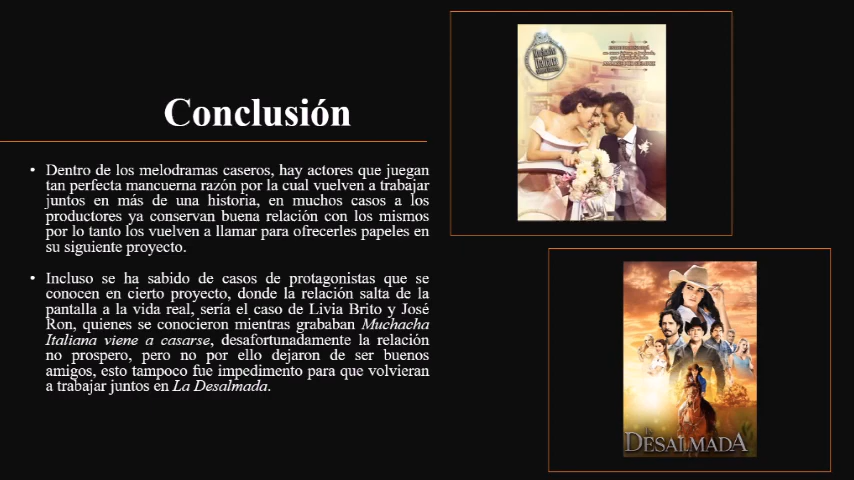 Conclusión
• Dentro de los melodramas caseros, hay actores que juegan
tan perfecta mancuerna razón por la cual vuelven a trabajar
juntos en más de una historia, en muchos casos a los
productores ya conservan buena relación con los mismos
por lo tanto los vuelven a llamar para ofrecerles papeles en
su siguiente proyecto.
• Incluso se ha sabido de casos de protagonistas que se
conocen en cierto proyecto, donde la relación salta de la
pantalla a la vida real, sería el caso de Livia Brito y José
Ron, quienes se conocieron mientras grababan Muchacha
Italiana viene a casarse, desafortunadamente la relación
no prospero, pero no por ello dejaron de ser buenos
amigos, esto tampoco fue impedimento para que volvieran
a trabajar juntos en La Desalmada.
Muchacha
Italiana
La
DESALMADA